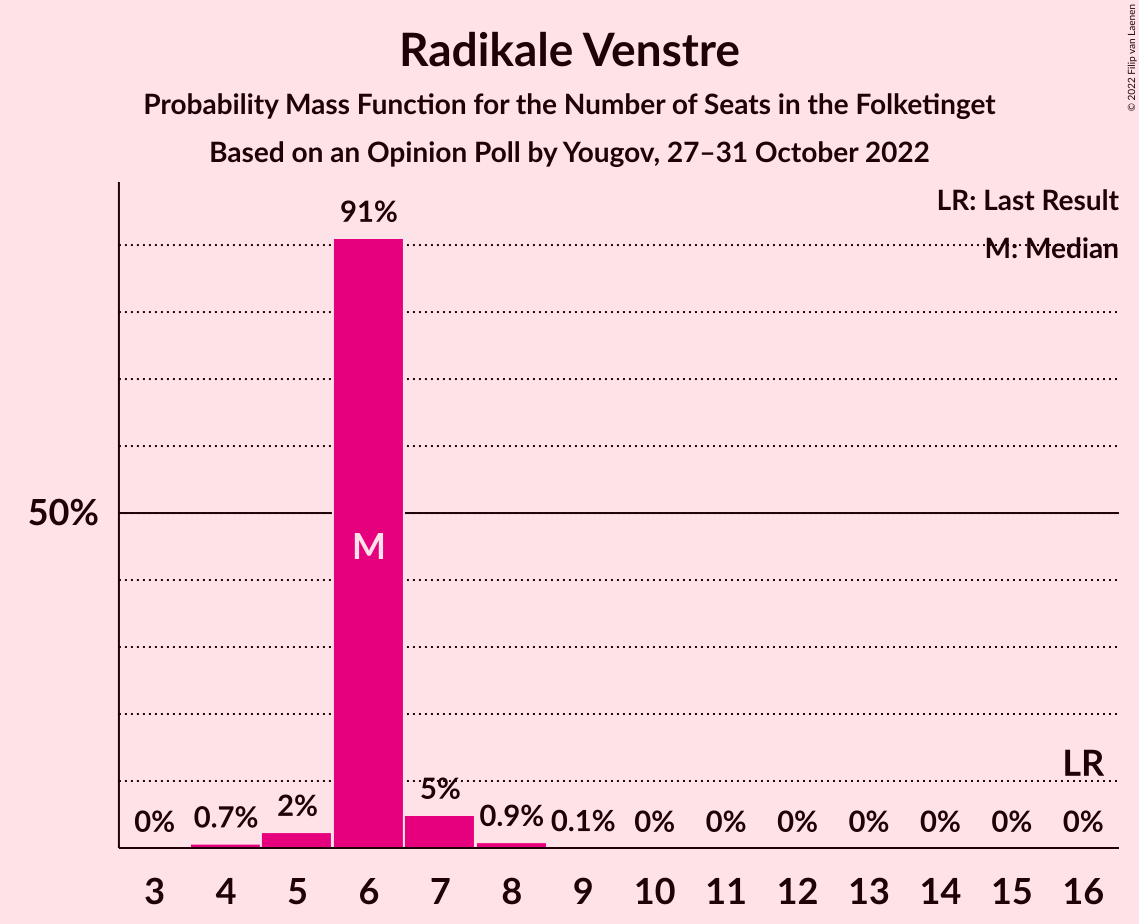 Radikale Venstre
Probability Mass Function for the Number of Seats in the Folketinget
Based on an Opinion Poll by Yougov, 27–31 October 2022
© 2022 Filip van Laenen
LR: Last Result
M: Median
91%
50%
M
LR
0% 0.7% 2% 5% 0.9% 0.1% 0% 0% 0% 0% 0% 0% 0%
3 4 5 6 7 8 9 10 11 12 13 14 15 16